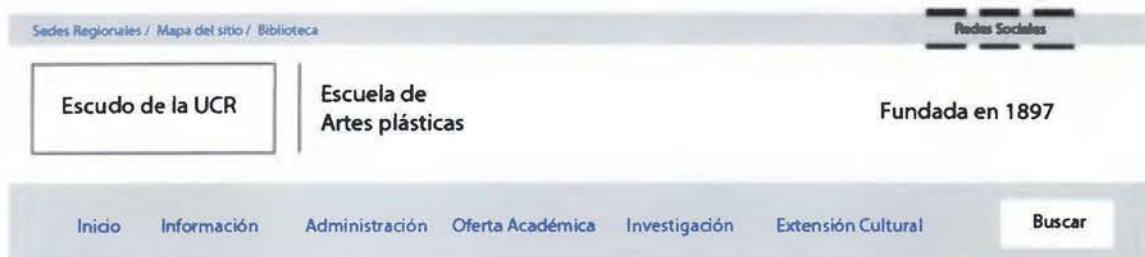 Sedes Regionales / Mapa del sitio / Biblioteca
Redes Sociales
Escudo de la UCR
Escuela de
Artes plásticas
Fundada en 1897
Inicio Información Administración Oferta Académica Investigación Extensión Cultural Buscar